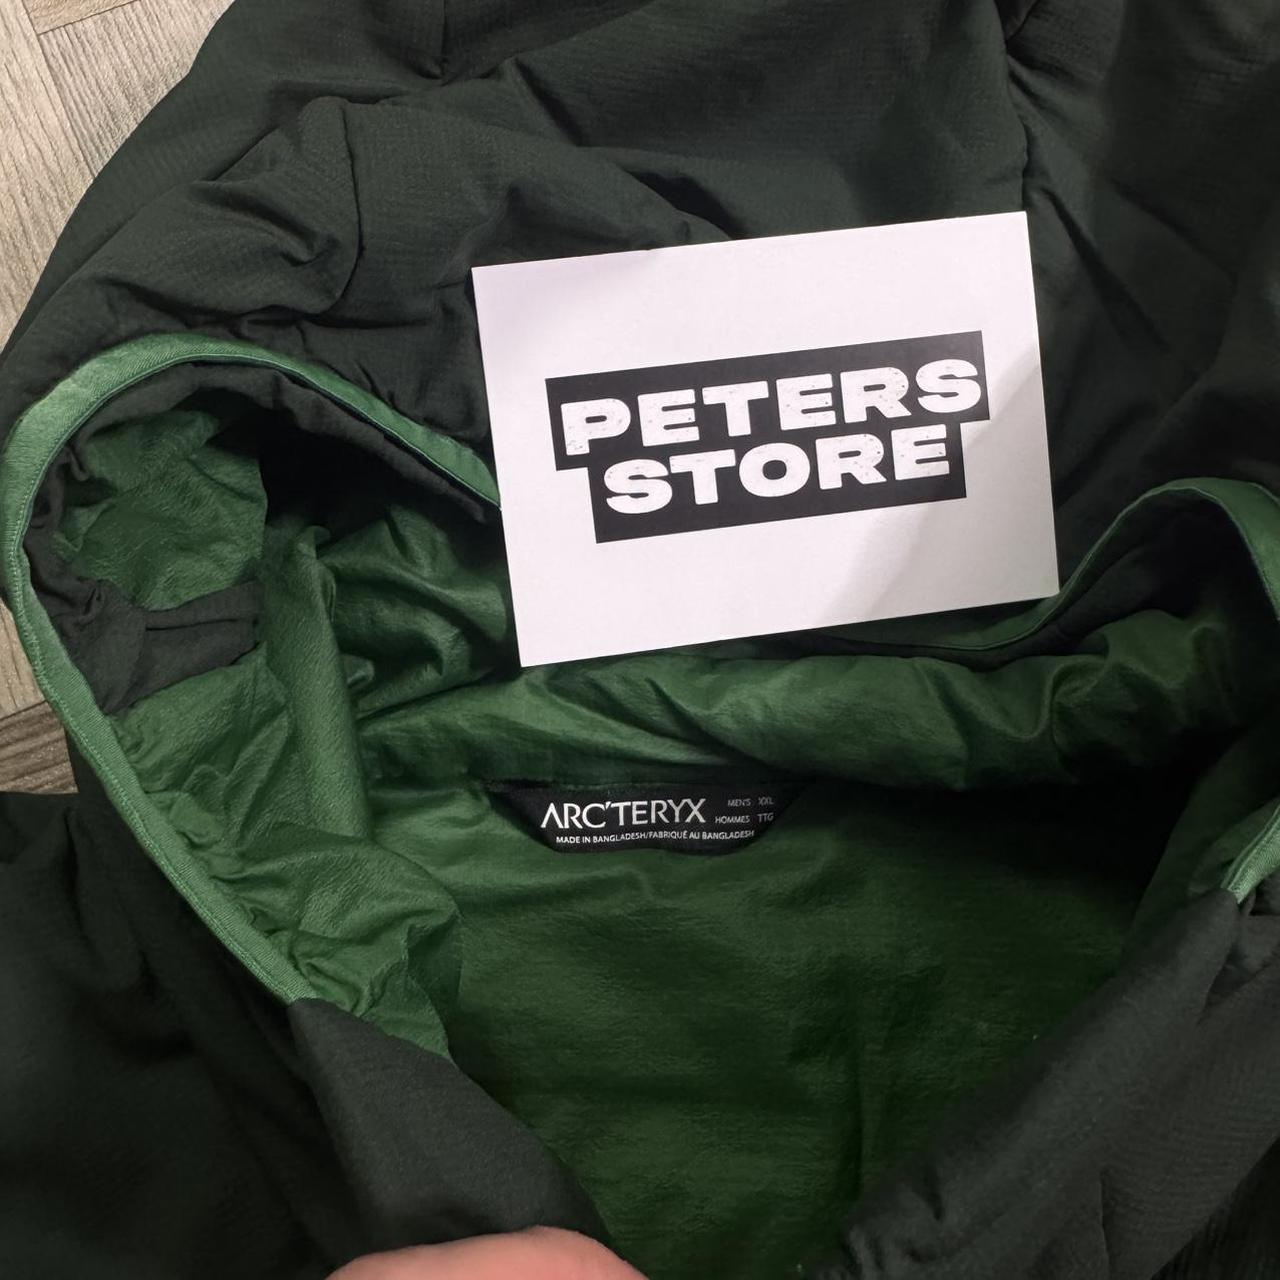 PETERS
STORE
ARC'TERYX
MEN'S XXL
HOMMES TTG
MADE IN BANGLADESH/FABRIQUÉ AU BANGLADESH